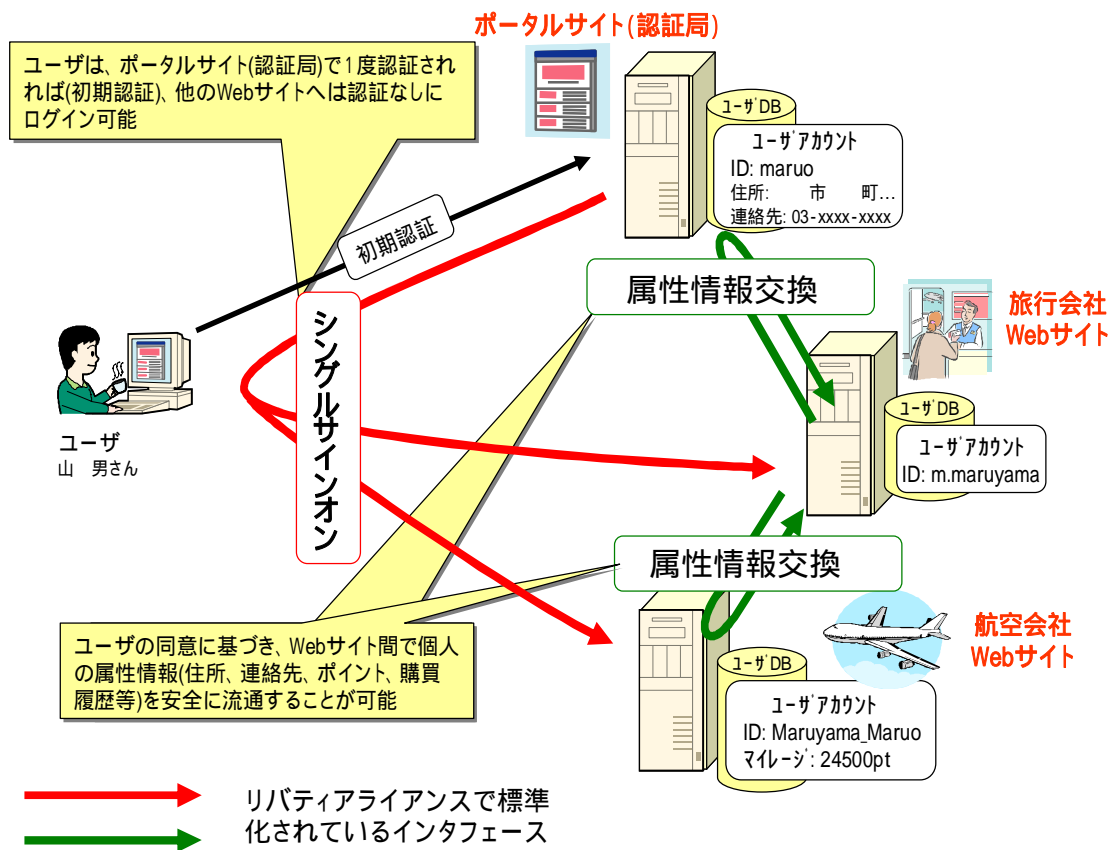 ポータルサイト(認証局)
ユーザは、ポータルサイト(認証局)で1度認証され
れば(初期認証)、他のWebサイトへは認証なしに
ログイン可能
ユーザDB
ユーザアカウント
ID: maruo
住所:　　市　　町…
連絡先: 03-xxxx-xxxx
初期認証
属性情報交換
旅行会社
Webサイト
シングルサインオン
ユーザDB
ユーザアカウント
ID: m.maruyama
ユーザ
山　男さん
属性情報交換
航空会社
Webサイト
ユーザの同意に基づき、Webサイト間で個人
の属性情報(住所、連絡先、ポイント、購買
履歴等)を安全に流通することが可能
ユーザDB
ユーザアカウント
ID: Maruyama_Maruo
マイレージ: 24500pt
リバティアライアンスで標準
化されているインタフェース